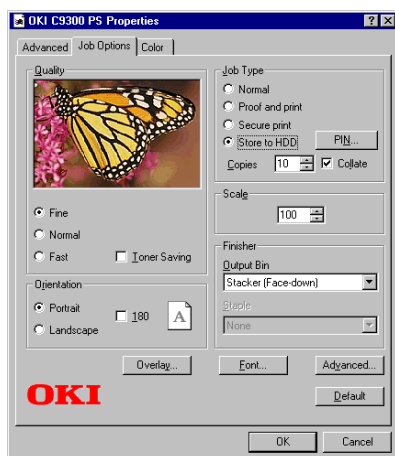 OKI C9300 PS Properties
Advanced Job Options Color
Quality
Fine
Normal
Fast
Toner Saving
Orientation
Portrait
Landscape
180
A
Job Type
Normal
Proof and print
Secure print
Store to HDD
PIN...
Copies 10 Collate
Scale
100
Finisher
Output Bin
Stacker (Face-down)
Staple
None
Overlay... Font... Advanced...
OKI
Default
OK Cancel